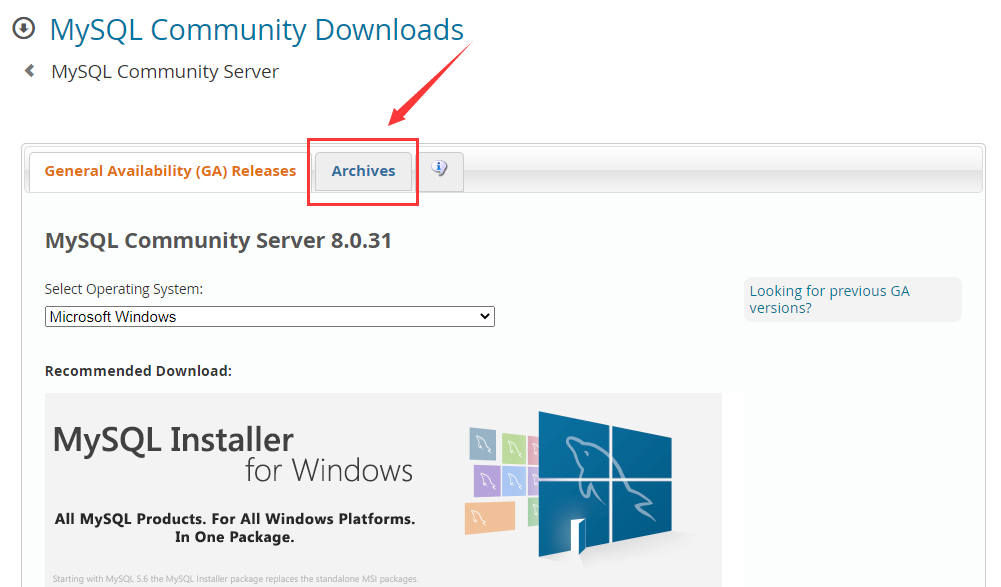 MySQL Community Downloads
MySQL Community Server
General Availability (GA) Releases
Archives
i
MySQL Community Server 8.0.31
Select Operating System:
Microsoft Windows
Looking for previous GA
versions?
Recommended Download:
MySQL Installer
for Windows
All MySQL Products. For All Windows Platforms.
In One Package.
Starting with MySQL 5.6 the MySQL Installer package replaces the standalone MSI packages.